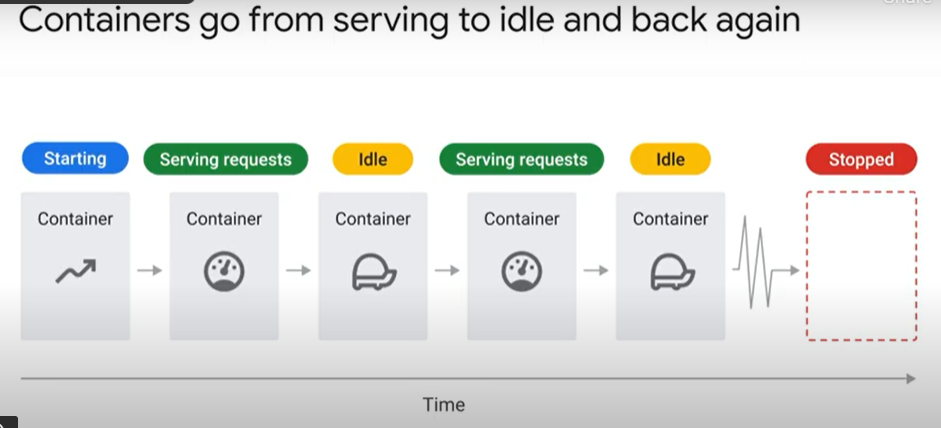 Containers go from serving to idle and back again
Starting
Serving requests
Idle
Serving requests
Idle
Stopped
Container
Container
Container
Container
Container
Time